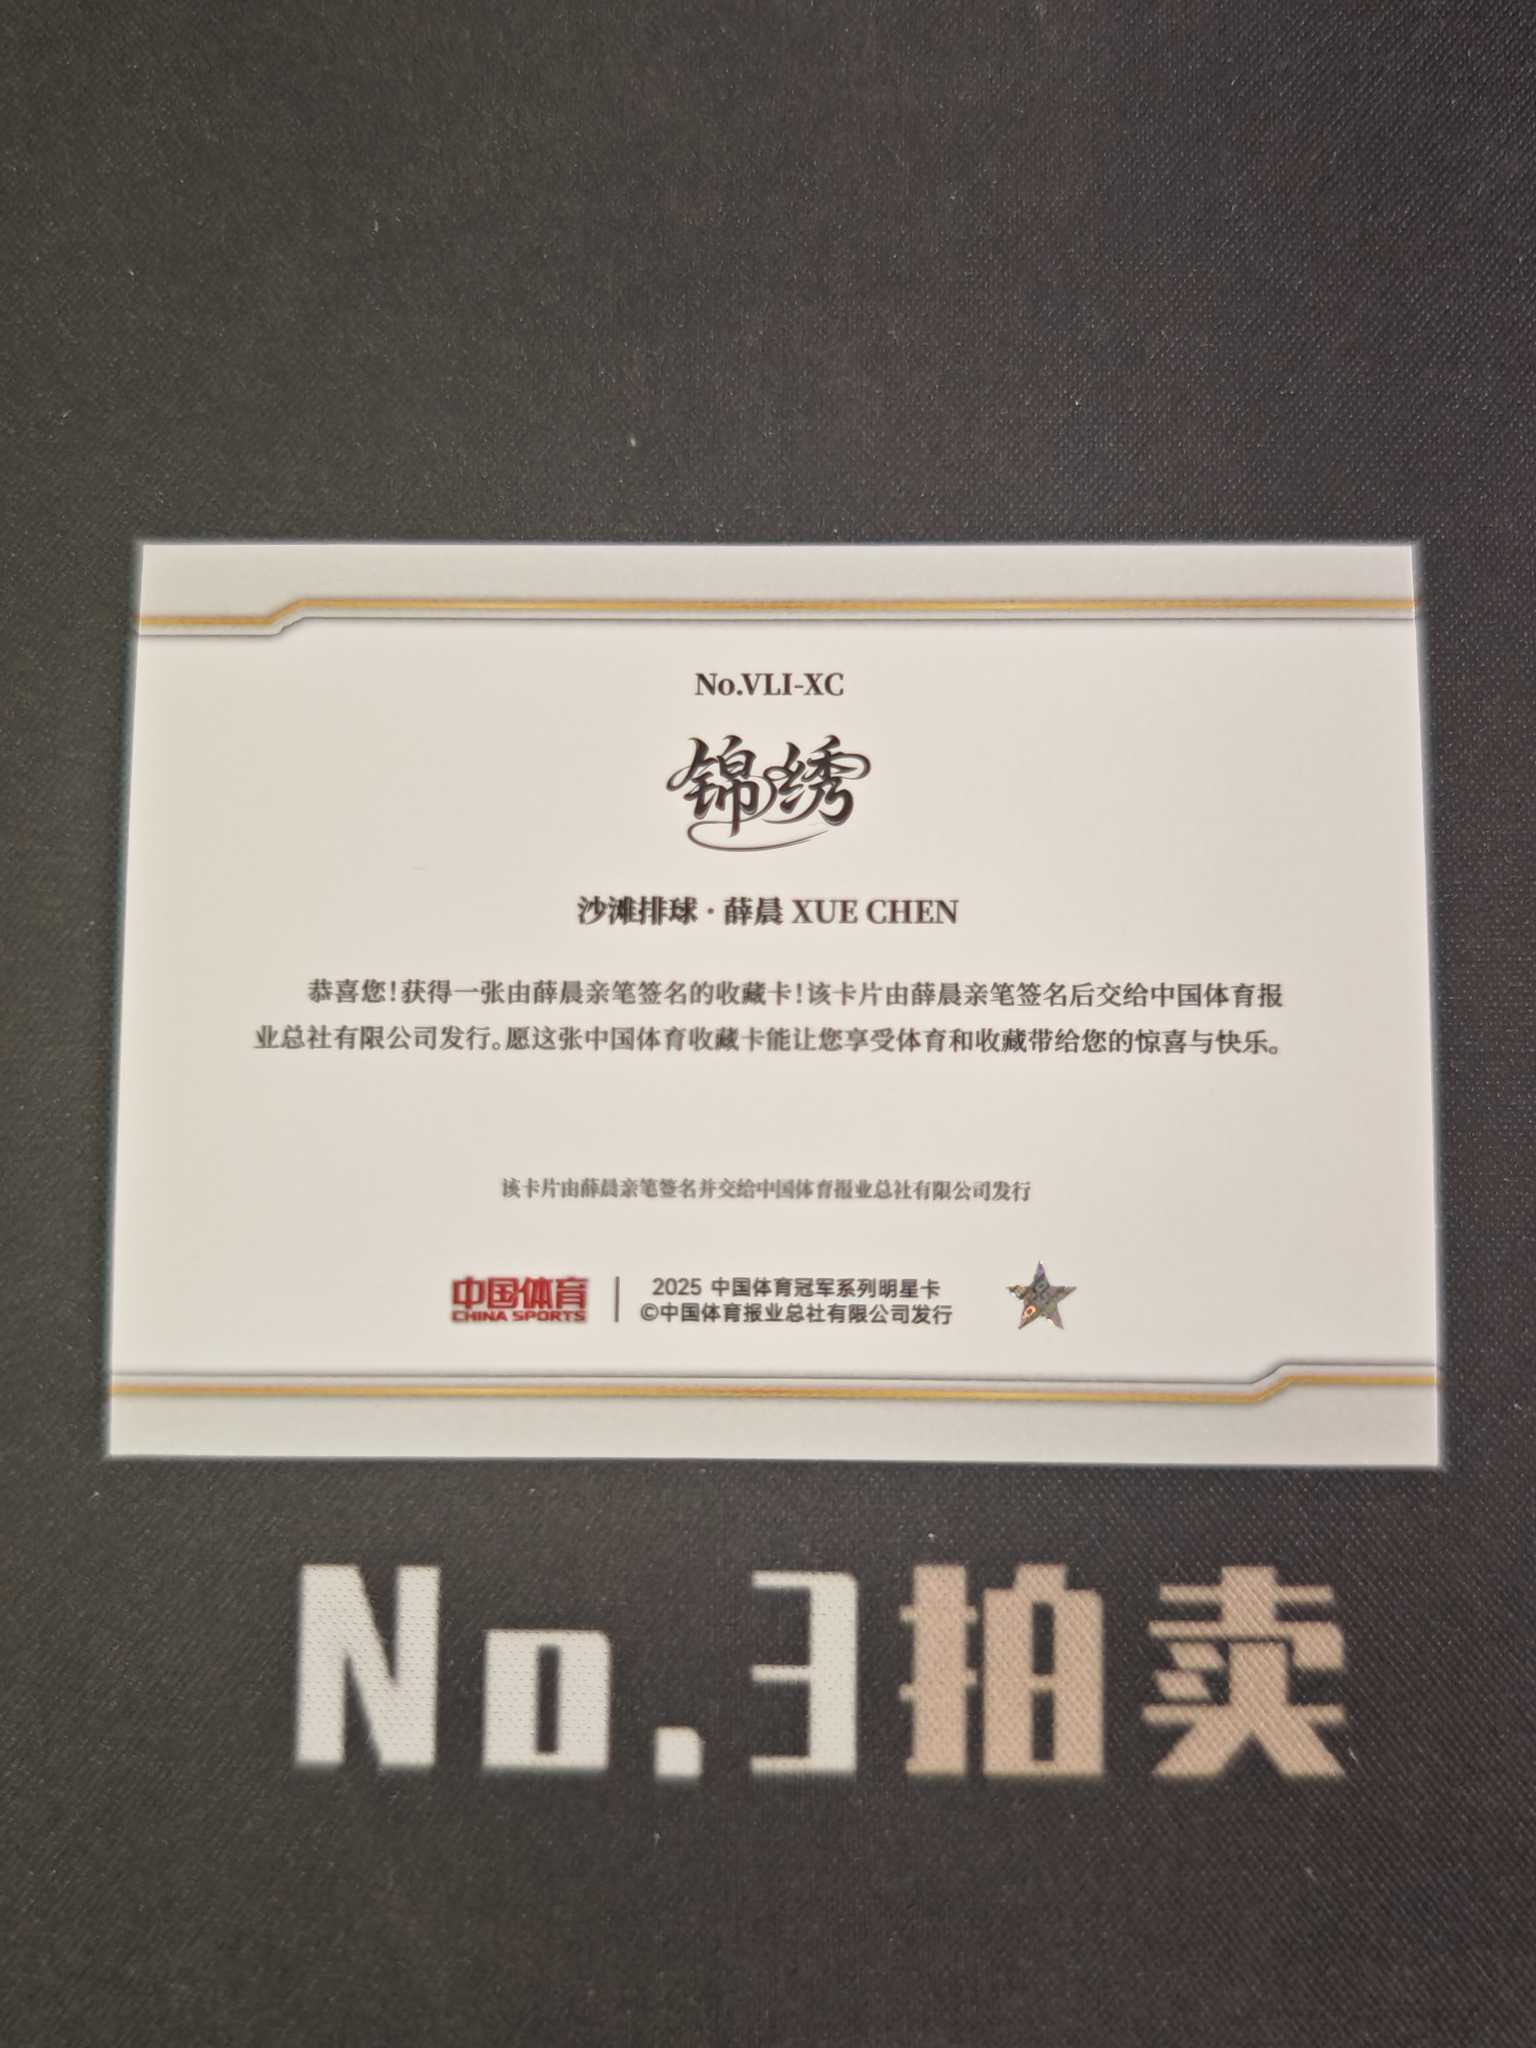 No.VLI-XC
锦绣
沙滩排球·薛晨 XUE CHEN
恭喜您!获得一张由薛晨亲笔签名的收藏卡!该卡片由薛晨亲笔签名后交给中国体育报
业总社有限公司发行。愿这张中国体育收藏卡能让您享受体育和收藏带给您的惊喜与快乐。
该卡片由薛晨亲笔签名并交给中国体育报业总社有限公司发行
中国体育
CHINA SPORTS
2025 中国体育冠军系列明星卡
©中国体育报业总社有限公司发行
No.3拍卖